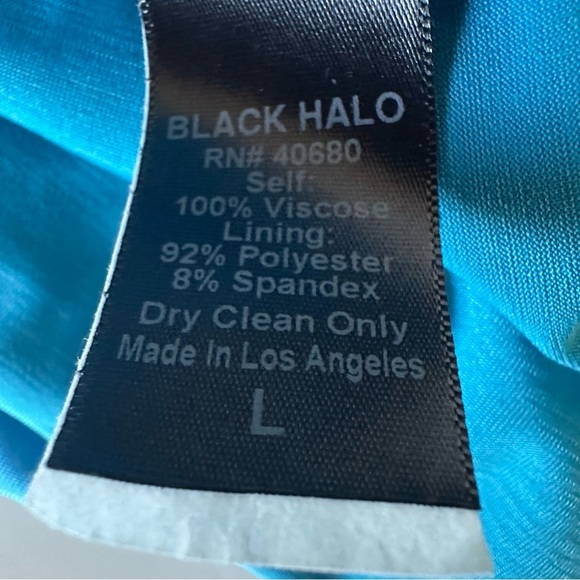 BLACK HALO
RN# 40680
Self:
100% Viscose
Lining:
92% Polyester
8% Spandex
Dry Clean Only
Made In Los Angeles
L